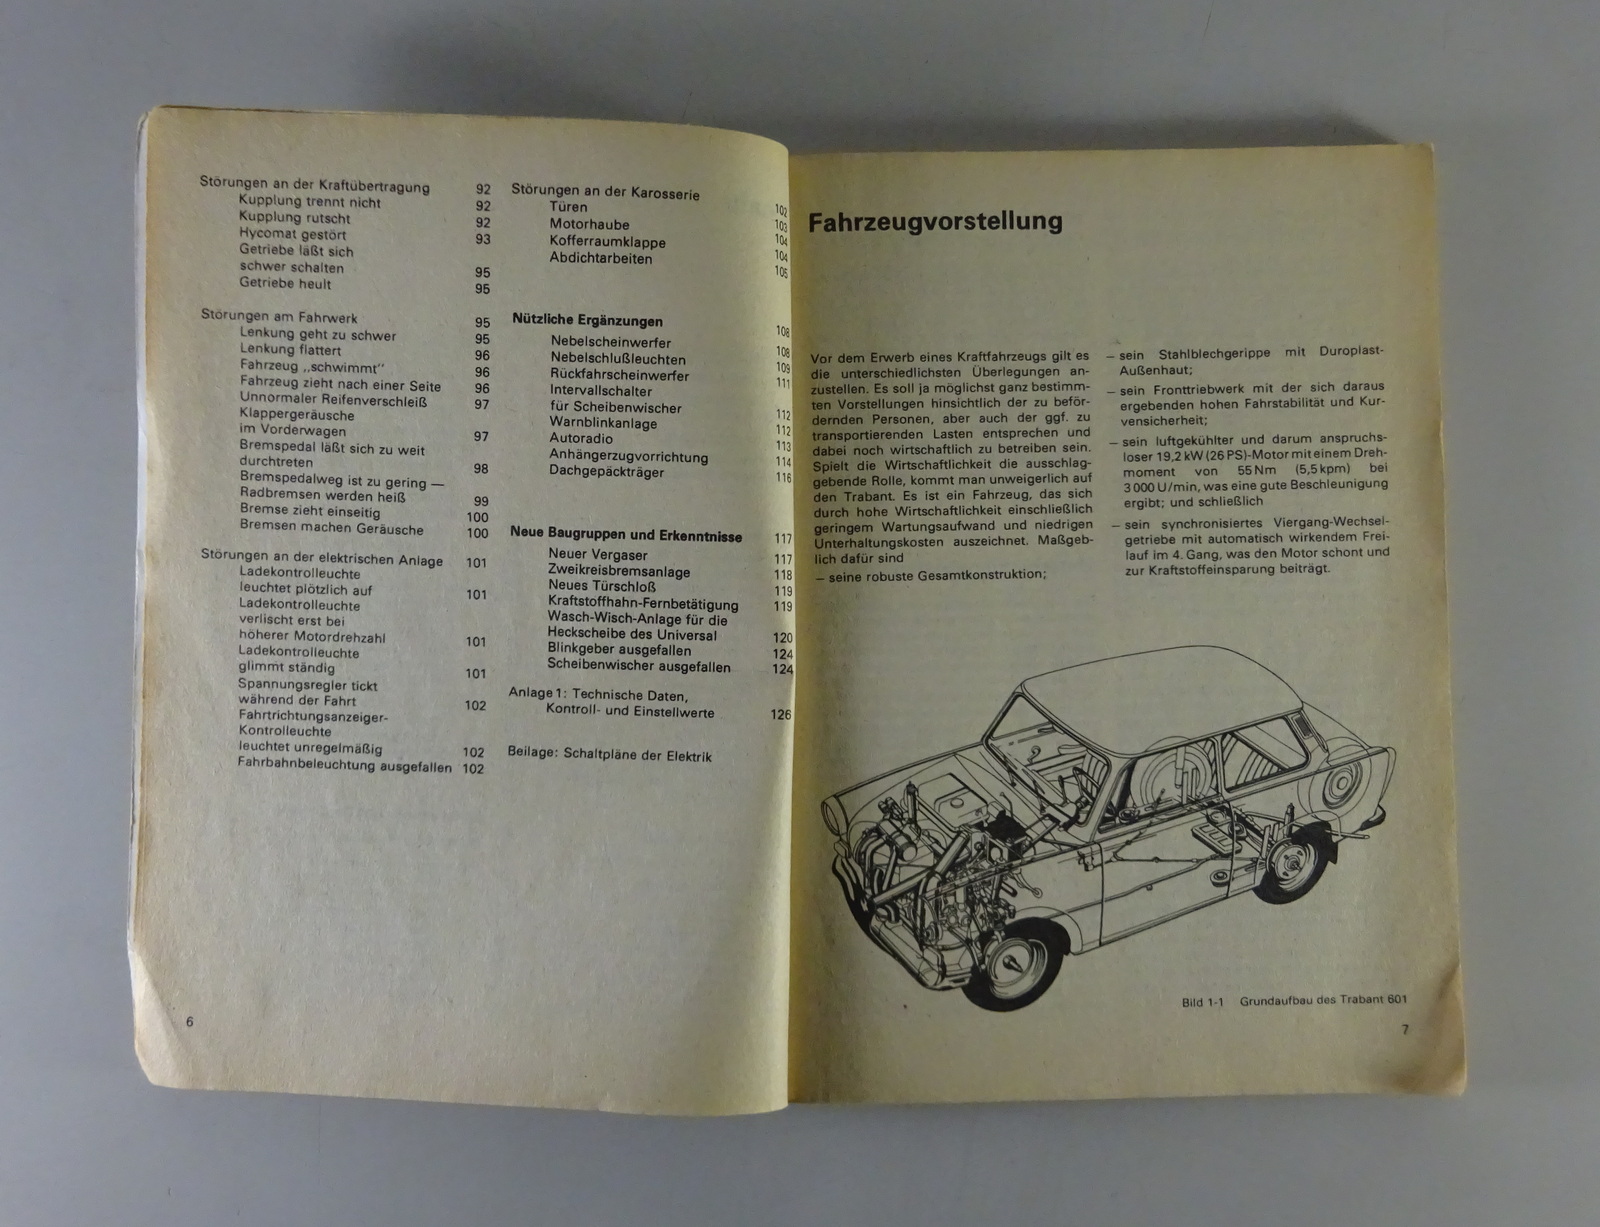 Störungen an der Kraftübertragung 92
Kupplung trennt nicht 92
Kupplung rutscht 92
Hycomat gestört 93
Getriebe läßt sich
schwer schalten 95
Getriebe heult 95
Störungen am Fahrwerk 95
Lenkung geht zu schwer 95
Lenkung flattert 96
Fahrzeug „schwimmt“ 96
Fahrzeug zieht nach einer Seite 96
Unnormaler Reifenverschleiß 97
Klappergeräusche
im Vorderwagen 97
Bremspedal läßt sich zu weit
durchtreten 98
Bremspedalweg ist zu gering —
Radbremsen werden heiß 99
Bremse zieht einseitig 100
Bremsen machen Geräusche 100
Störungen an der elektrischen Anlage 101
Ladekontrolleuchte
leuchtet plötzlich auf 101
Ladekontrolleuchte
verlischt erst bei
höherer Motordrehzahl 101
Ladekontrolleuchte
glimmt ständig 101
Spannungsregler tickt
während der Fahrt 102
Fahrtrichtungsanzeiger-
Kontrolleuchte
leuchtet unregelmäßig 102
Fahrbahnbeleuchtung ausgefallen 102
6
Störungen an der Karosserie 102
Türen 103
Motorhaube 104
Kofferraumklappe 104
Abdichtarbeiten 105
Nützliche Ergänzungen 108
Nebelscheinwerfer 108
Nebelschlußleuchten 109
Rückfahrscheinwerfer 111
Intervallschalter
für Scheibenwischer 112
Warnblinkanlage 112
Autoradio 113
Anhängerzugvorrichtung 114
Dachgepäckträger 116
Neue Baugruppen und Erkenntnisse 117
Neuer Vergaser 117
Zweikreisbremsanlage 118
Neues Türschloß 119
Kraftstoffhahn-Fernbetätigung 119
Wasch-Wisch-Anlage für die
Heckscheibe des Universal 120
Blinkgeber ausgefallen 124
Scheibenwischer ausgefallen 124
Anlage 1: Technische Daten,
Kontroll- und Einstellwerte 126
Beilage: Schaltpläne der Elektrik
Fahrzeugvorstellung
Vor dem Erwerb eines Kraftfahrzeugs gilt es
die unterschiedlichsten Überlegungen an-
zustellen. Es soll ja möglichst ganz bestimm-
ten Vorstellungen hinsichtlich der zu beför-
dernden Personen, aber auch der ggf. zu
transportierenden Lasten entsprechen und
dabei noch wirtschaftlich zu betreiben sein.
Spielt die Wirtschaftlichkeit die ausschlag-
gebende Rolle, kommt man unweigerlich auf
den Trabant. Es ist ein Fahrzeug, das sich
durch hohe Wirtschaftlichkeit einschließlich
geringem Wartungsaufwand und niedrigen
Unterhaltungskosten auszeichnet. Maßgeb-
lich dafür sind
– seine robuste Gesamtkonstruktion;
– sein Stahlblechgerippe mit Duroplast-
Außenhaut;
– sein Fronttriebwerk mit der sich daraus
ergebenden hohen Fahrstabilität und Kur-
vensicherheit;
– sein luftgekühlter und darum anspruchs-
loser 19,2 kW (26 PS)-Motor mit einem Dreh-
moment von 55 Nm (5,5 kpm) bei
3 000 U/min, was eine gute Beschleunigung
ergibt; und schließlich
– sein synchronisiertes Viergang-Wechsel-
getriebe mit automatisch wirkendem Frei-
lauf im 4. Gang, was den Motor schont und
zur Kraftstoffeinsparung beiträgt.
Bild 1-1 Grundaufbau des Trabant 601
7